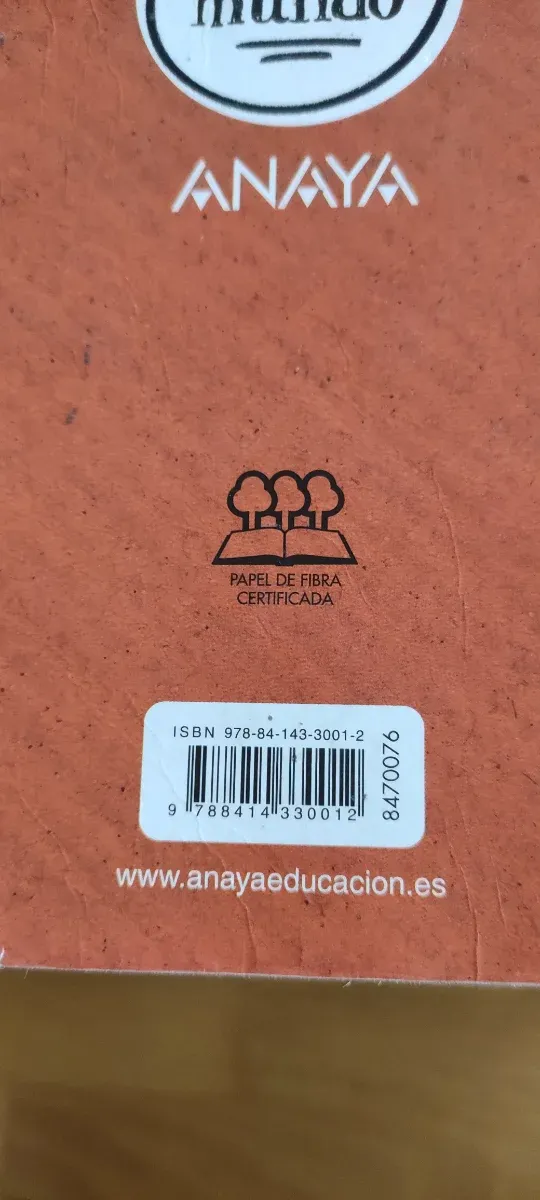 mundo
ANAYA
PAPEL DE FIBRA
CERTIFICADA
ISBN 978-84-143-3001-2
9 788414 330012
8470076
www.anayaeducacion.es